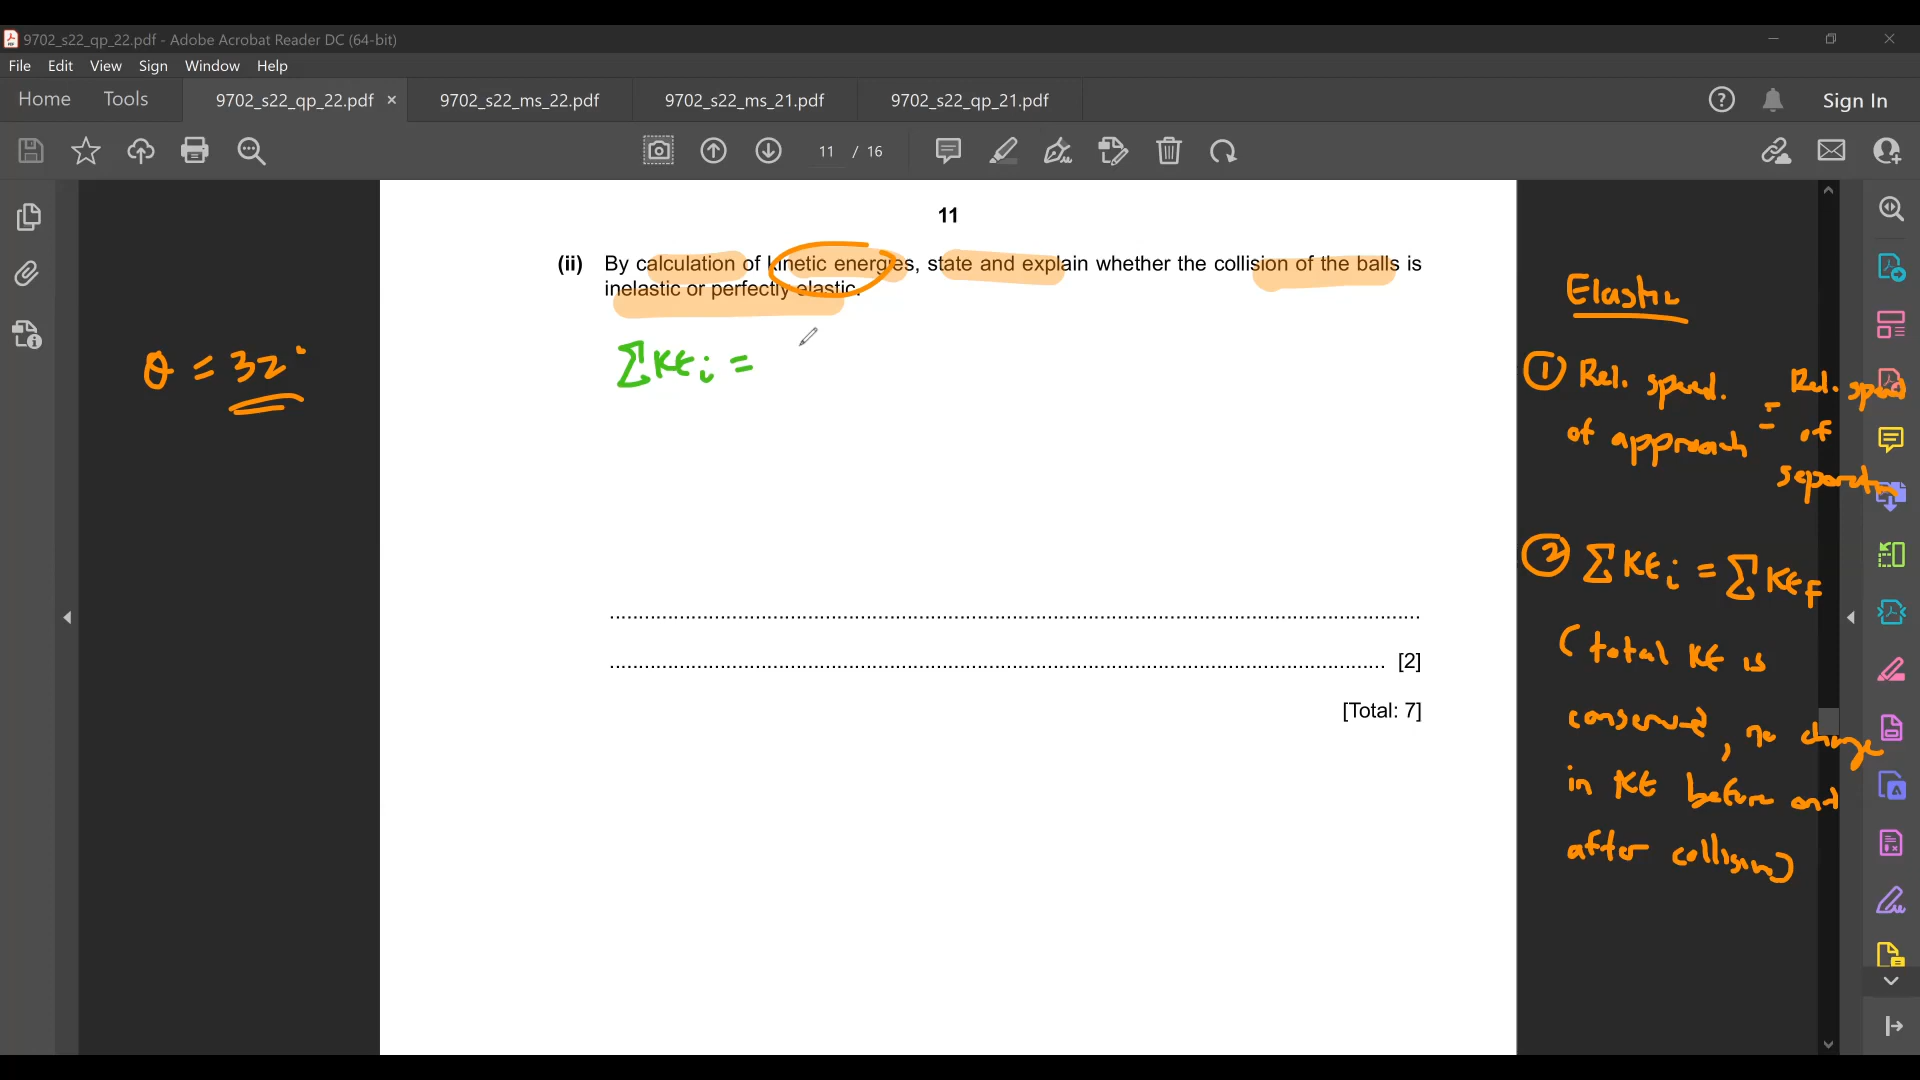 9702_s22_qp_22.pdf - Adobe Acrobat Reader DC (64-bit)
File Edit View Sign Window Help
Home Tools 9702_s22_qp_22.pdf × 9702_s22_ms_22.pdf 9702_s22_ms_21.pdf 9702_s22_qp_21.pdf Sign In
11 / 16
11
(ii) By calculation of kinetic energies, state and explain whether the collision of the balls is
inelastic or perfectly elastic.
ΣKEi =
θ = 32°
[2]
[Total: 7]
Elastic
① Rel. speed. = Rel. speed
of approach of
separation
② ΣKEi = ΣKEF
(total KE is
conserved, no change
in KE before and
after collision)